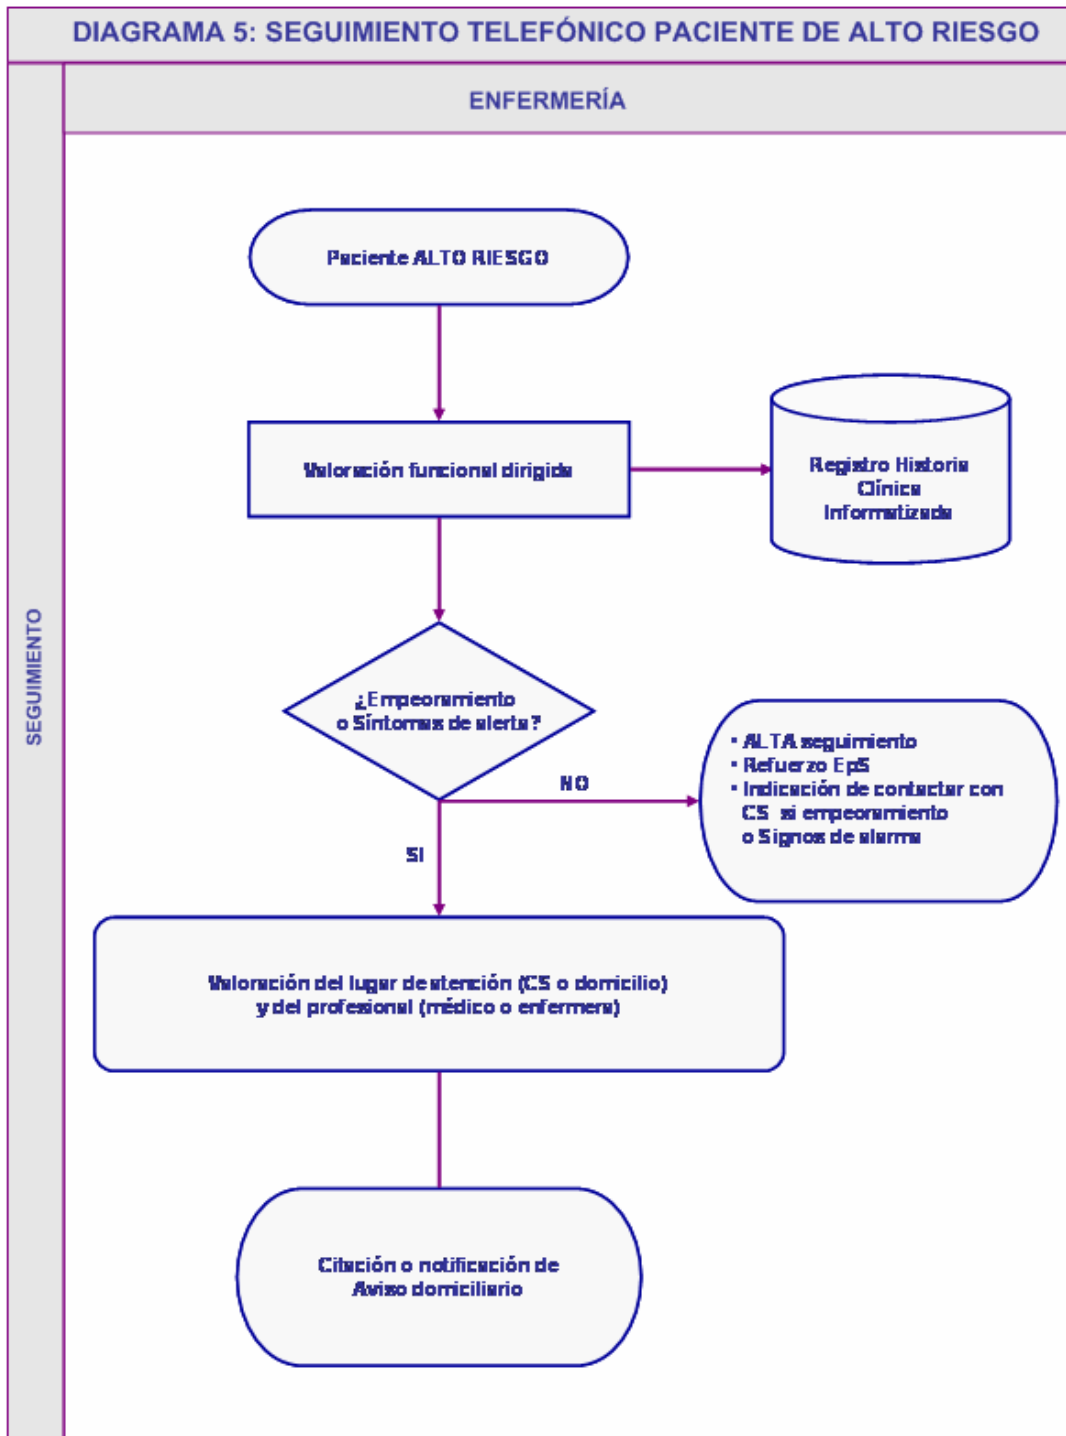 DIAGRAMA 5: SEGUIMIENTO TELEFÓNICO PACIENTE DE ALTO RIESGO
ENFERMERÍA
SEGUIMIENTO
Paciente ALTO RIESGO
Valoración funcional dirigida
Registro Historia
Clínica
Informatizada
¿Empeoramiento
o Síntomas de alerta?
NO
• ALTA seguimiento
• Refuerzo EpS
• Indicación de contactar con
CS si empeoramiento
o Signos de alarma
SI
Valoración del lugar de atención (CS o domicilio)
y del profesional (médico o enfermera)
Citación o notificación de
Aviso domiciliario